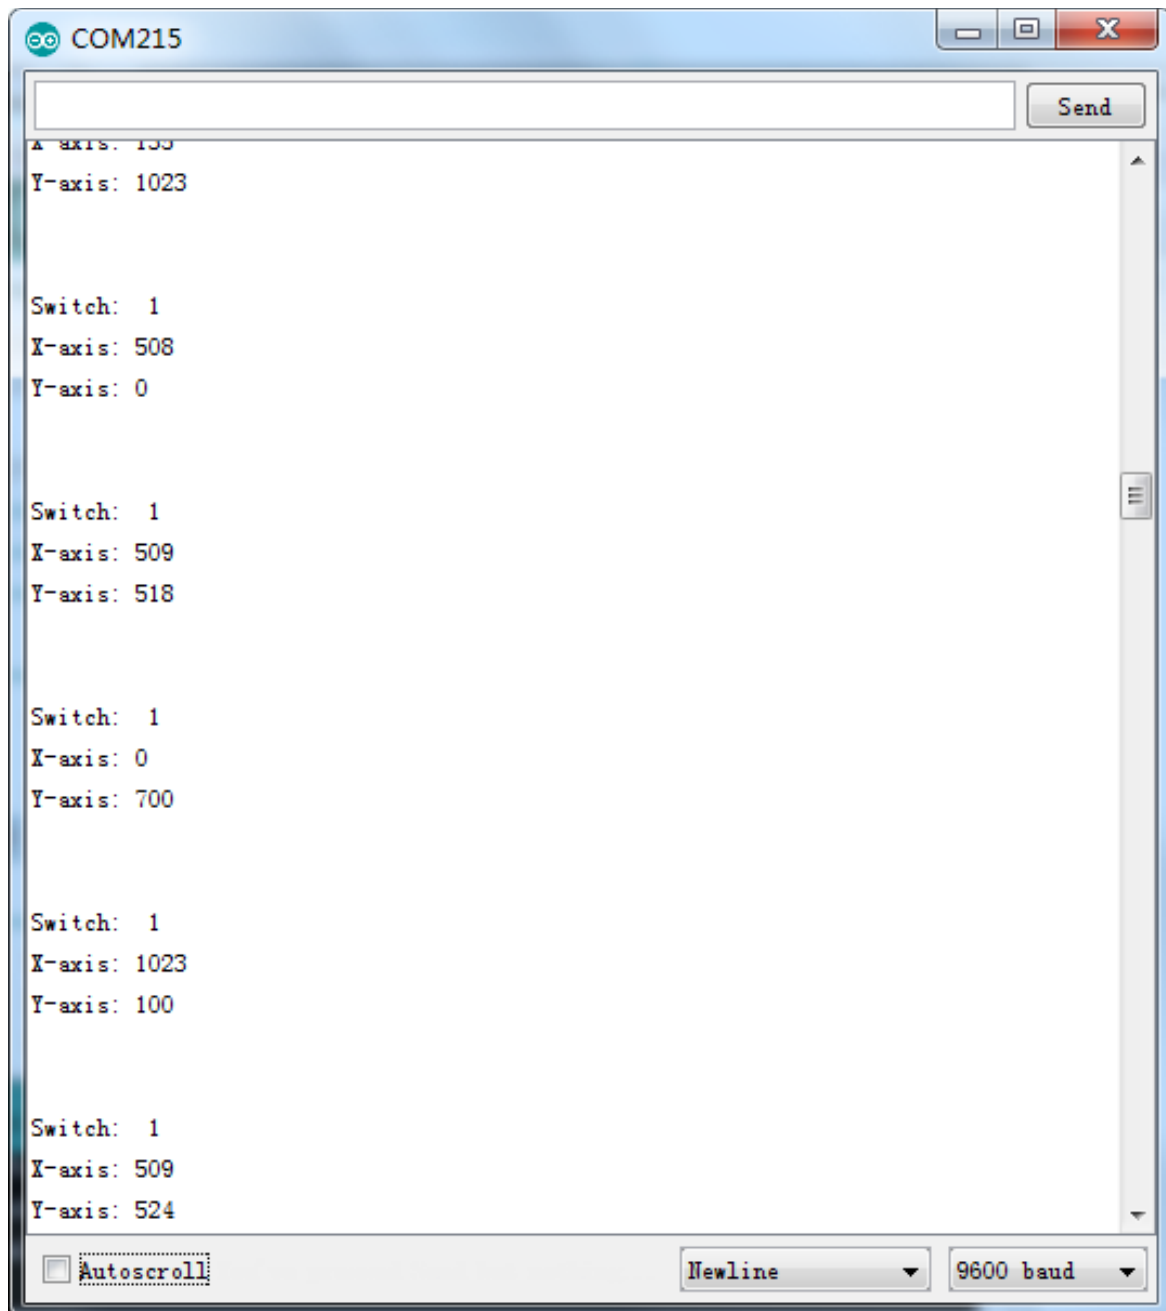 COM215
Send
Y-axis: 1023
Switch:  1
X-axis: 508
Y-axis: 0
Switch:  1
X-axis: 509
Y-axis: 518
Switch:  1
X-axis: 0
Y-axis: 700
Switch:  1
X-axis: 1023
Y-axis: 100
Switch:  1
X-axis: 509
Y-axis: 524
Autoscroll
Newline
9600 baud